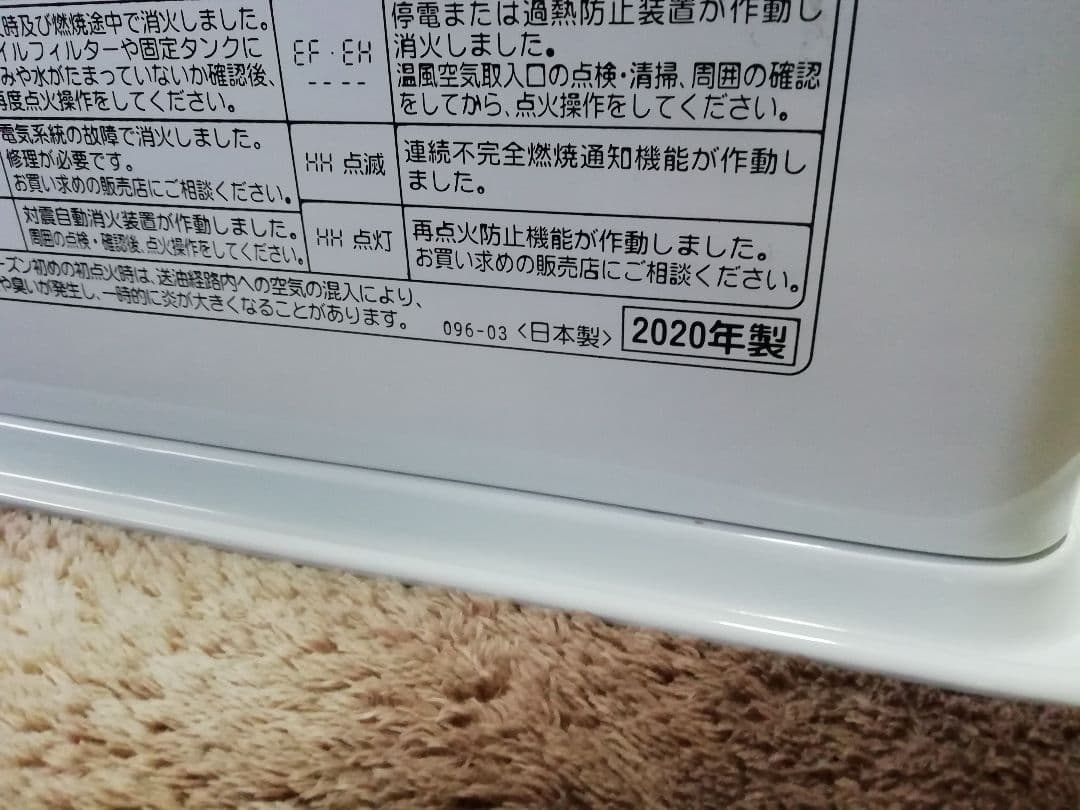 時及び燃焼途中で消火しました。
イルフィルターや固定タンクに
みや水がたまっていないか確認後、
再度点火操作をしてください。
EF・EH
----
停電または過熱防止装置が作動し
消火しました。
温風空気取入口の点検・清掃、周囲の確認
をしてから、点火操作をしてください。
電気系統の故障で消火しました。
修理が必要です。
お買い求めの販売店にご相談ください。
HH 点滅
連続不完全燃焼通知機能が作動し
ました。
対震自動消火装置が作動しました。
周囲の点検・確認後、点火操作をしてください。
HH 点灯
再点火防止機能が作動しました。
お買い求めの販売店にご相談ください。
ーズン初めの初点火時は、送油経路内への空気の混入により、
や臭いが発生し、一時的に炎が大きくなることがあります。
096-03 <日本製> 2020年製